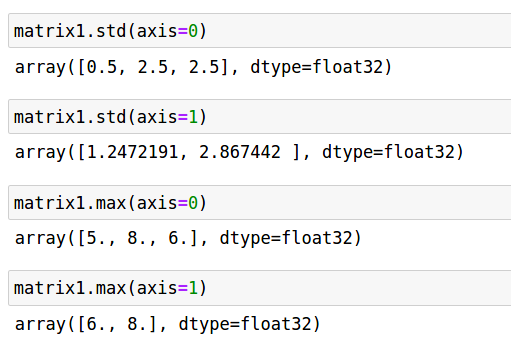 matrix1.std(axis=0)
array([0.5, 2.5, 2.5], dtype=float32)
matrix1.std(axis=1)
array([1.2472191, 2.867442 ], dtype=float32)
matrix1.max(axis=0)
array([5., 8., 6.], dtype=float32)
matrix1.max(axis=1)
array([6., 8.], dtype=float32)